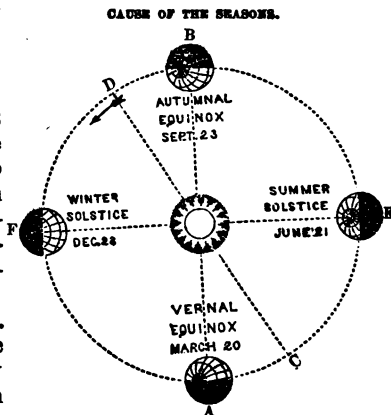 CAUSE OF THE SEASONS.
B
D
AUTUMNAL
EQUINOX
SEPT. 23
WINTER
SOLSTICE
DEC. 23
F
SUMMER
SOLSTICE
JUNE 21
E
VERNAL
EQUINOX
MARCH 20
C
A